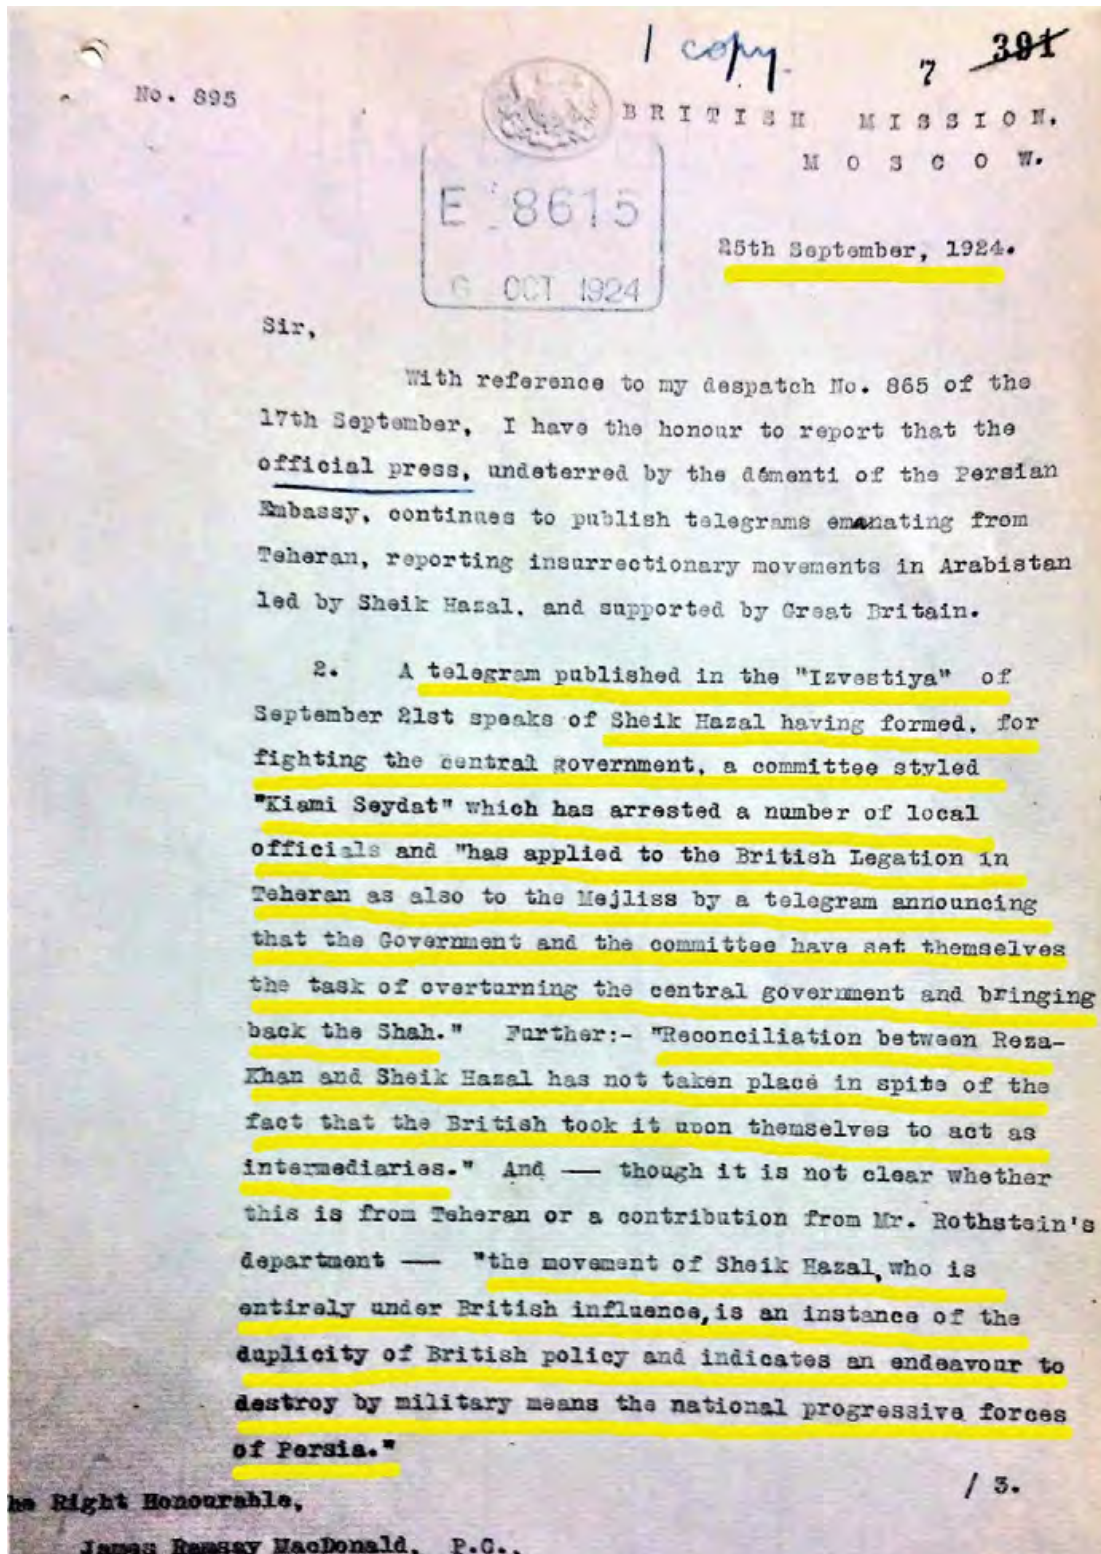 1 copy.
7 391
No. 895
BRITISH MISSION,
MOSCOW.
E 8615
6 OCT 1924
25th September, 1924.
Sir,
With reference to my despatch No. 865 of the
17th September, I have the honour to report that the
official press, undeterred by the démenti of the Persian
Embassy, continues to publish telegrams emanating from
Teheran, reporting insurrectionary movements in Arabistan
led by Sheik Hazal, and supported by Great Britain.
2. A telegram published in the "Izvestiya" of
September 21st speaks of Sheik Hazal having formed, for
fighting the central government, a committee styled
"Kiami Seydat" which has arrested a number of local
officials and "has applied to the British Legation in
Teheran as also to the Mejliss by a telegram announcing
that the Government and the committee have set themselves
the task of overturning the central government and bringing
back the Shah." Further:- "Reconciliation between Reza-
Khan and Sheik Hazal has not taken place in spite of the
fact that the British took it upon themselves to act as
intermediaries." And — though it is not clear whether
this is from Teheran or a contribution from Mr. Rothstein's
department — "the movement of Sheik Hazal, who is
entirely under British influence, is an instance of the
duplicity of British policy and indicates an endeavour to
destroy by military means the national progressive forces
of Persia."
/ 3.
he Right Honourable,
James Ramsay MacDonald, P.C.,